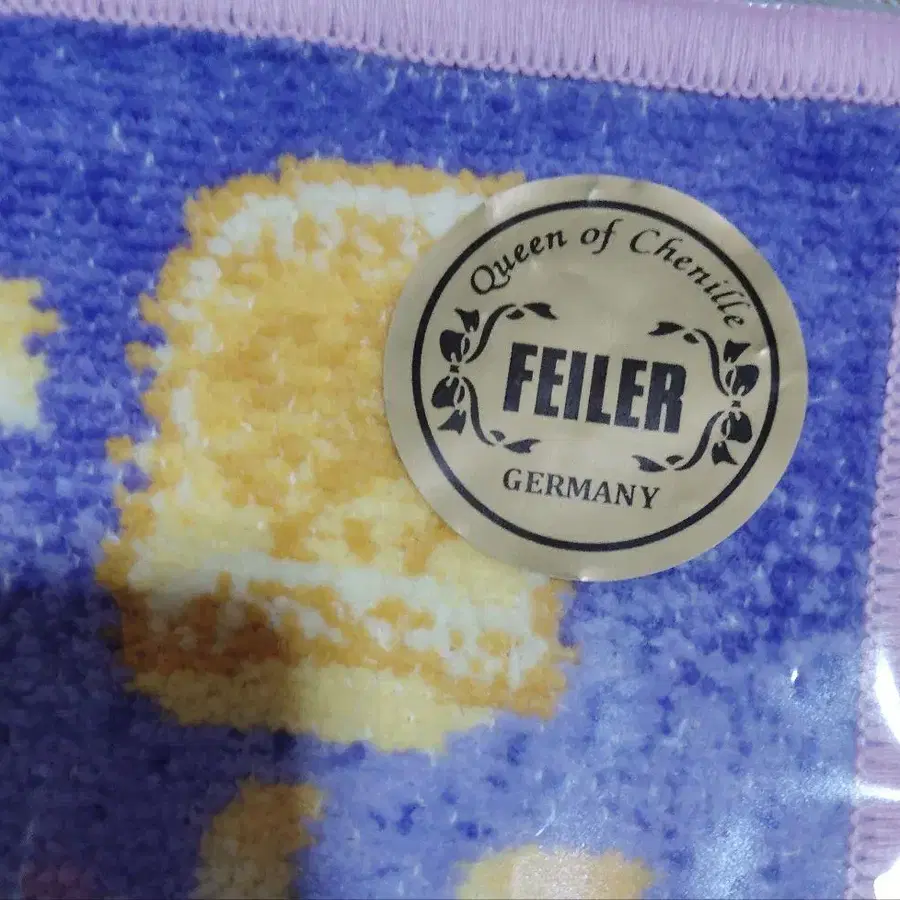 Queen of Chenille
FEILER
GERMANY